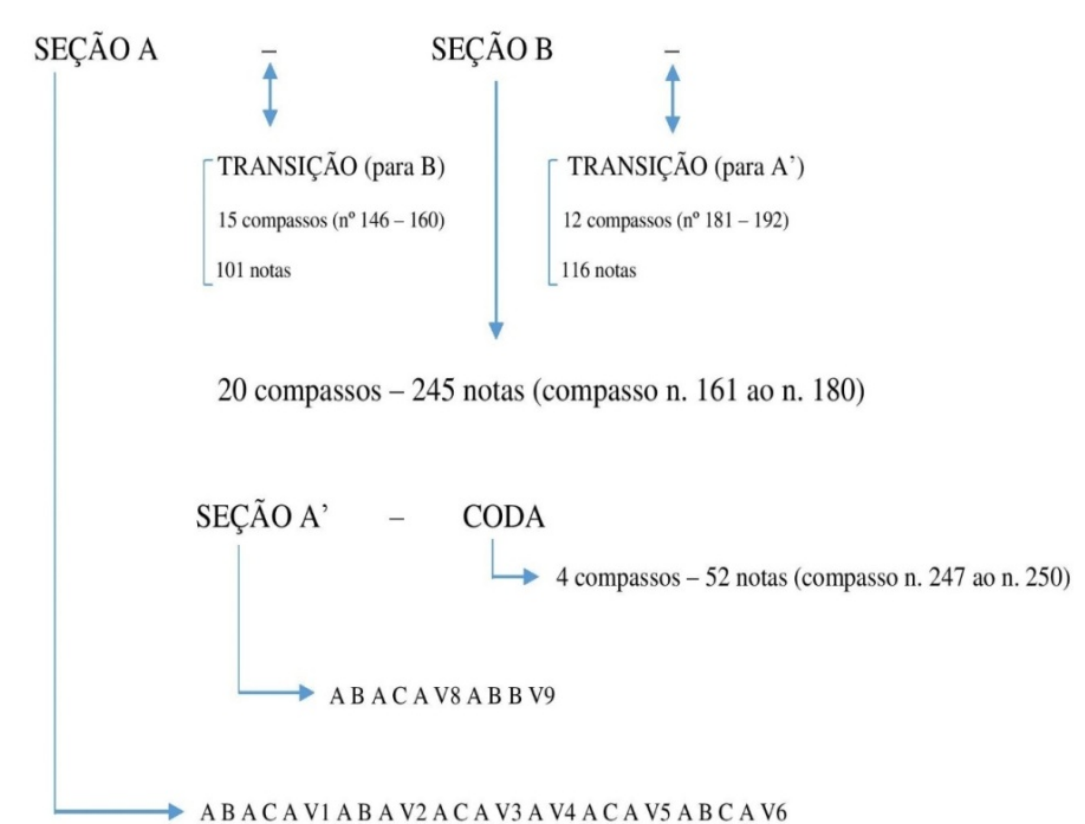 SEÇÃO A – SEÇÃO B –
TRANSIÇÃO (para B) TRANSIÇÃO (para A’)
15 compassos (nº 146 – 160) 12 compassos (nº 181 – 192)
101 notas 116 notas
20 compassos – 245 notas (compasso n. 161 ao n. 180)
SEÇÃO A’ – CODA
4 compassos – 52 notas (compasso n. 247 ao n. 250)
A B A C A V8 A B B V9
A B A C A V1 A B A V2 A C A V3 A V4 A C A V5 A B C A V6